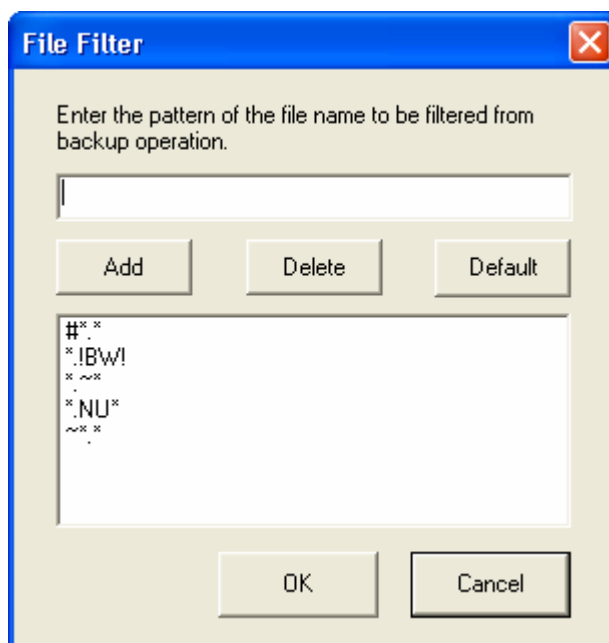 File Filter
Enter the pattern of the file name to be filtered from
backup operation.
Add
Delete
Default
#*.*
*.!BW!
*.~*
*.NU*
~*.*
OK
Cancel